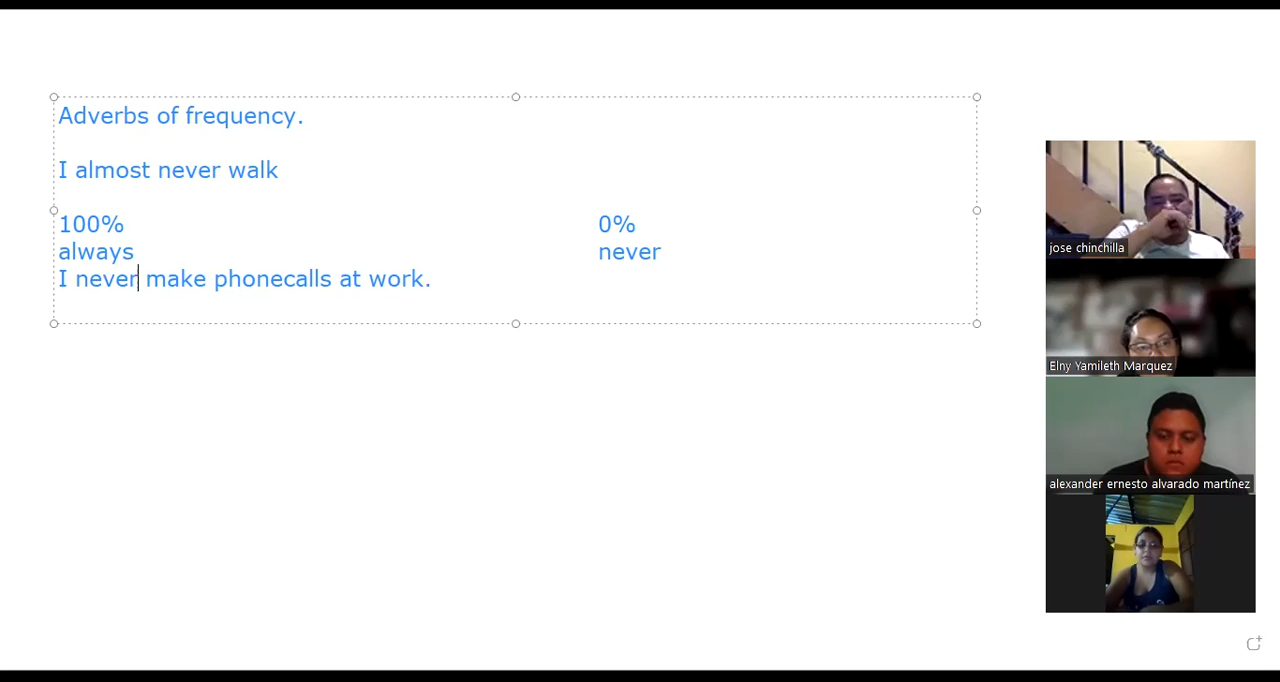 Adverbs of frequency.
I almost never walk
100% 0%
always never
I never make phonecalls at work.
jose chinchilla
Elny Yamileth Marquez
alexander ernesto alvarado martínez